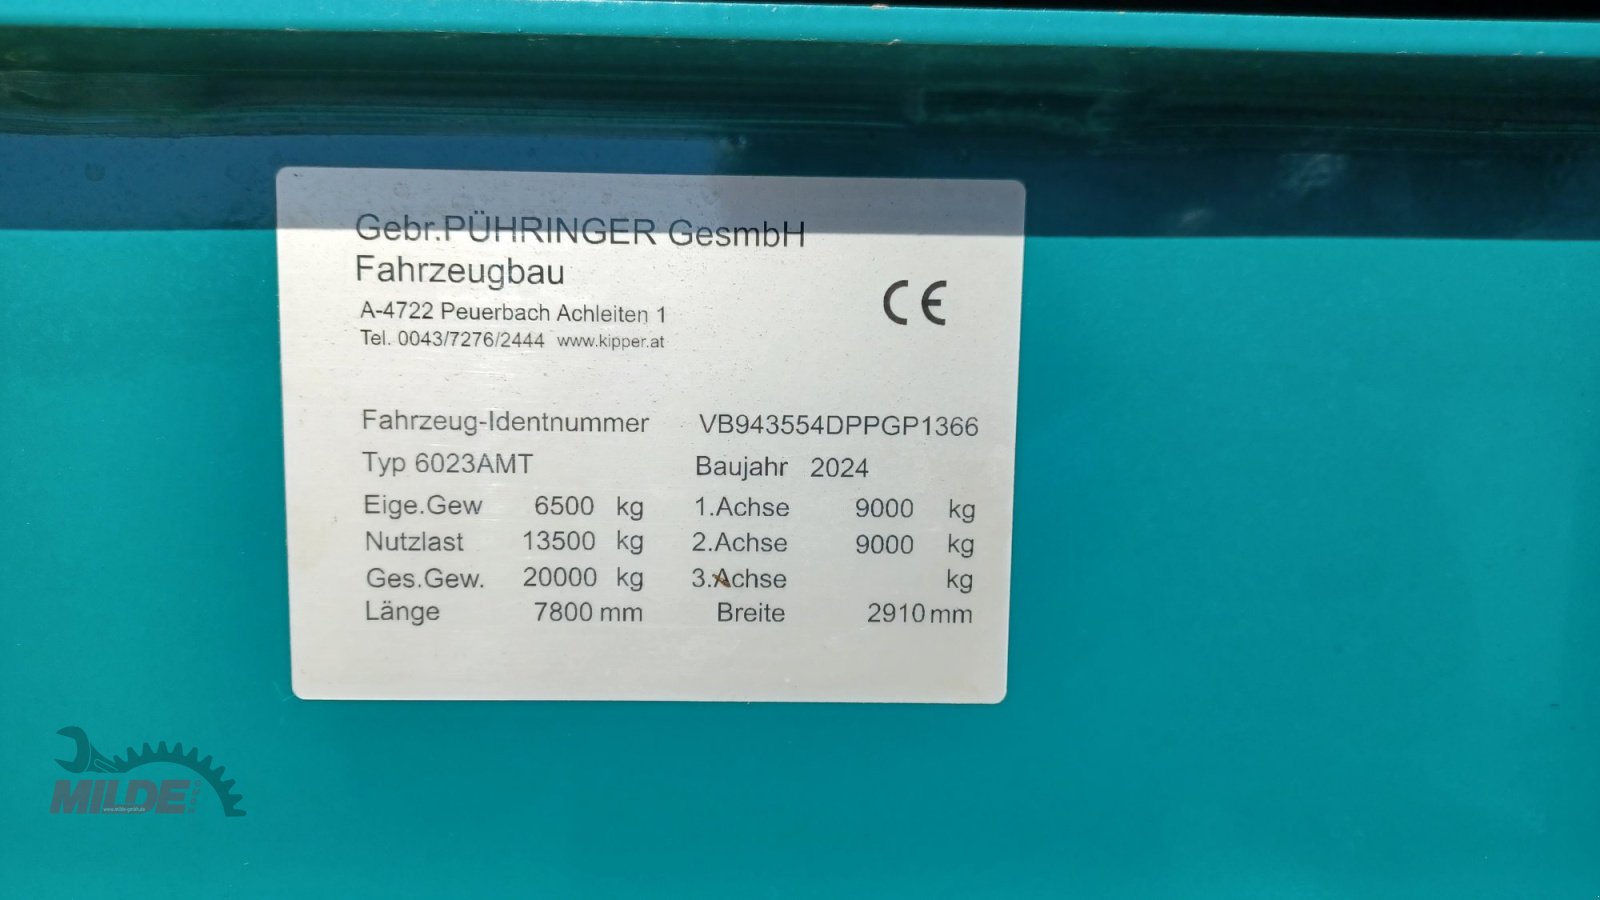 Gebr.PÜHRINGER GesmbH
Fahrzeugbau
A-4722 Peuerbach Achleiten 1
Tel. 0043/7276/2444 www.kipper.at
CE
Fahrzeug-Identnummer VB943554DPPGP1366
Typ 6023AMT Baujahr 2024
Eige.Gew 6500 kg 1.Achse 9000 kg
Nutzlast 13500 kg 2.Achse 9000 kg
Ges.Gew. 20000 kg 3.Achse kg
Länge 7800 mm Breite 2910 mm
MILDE